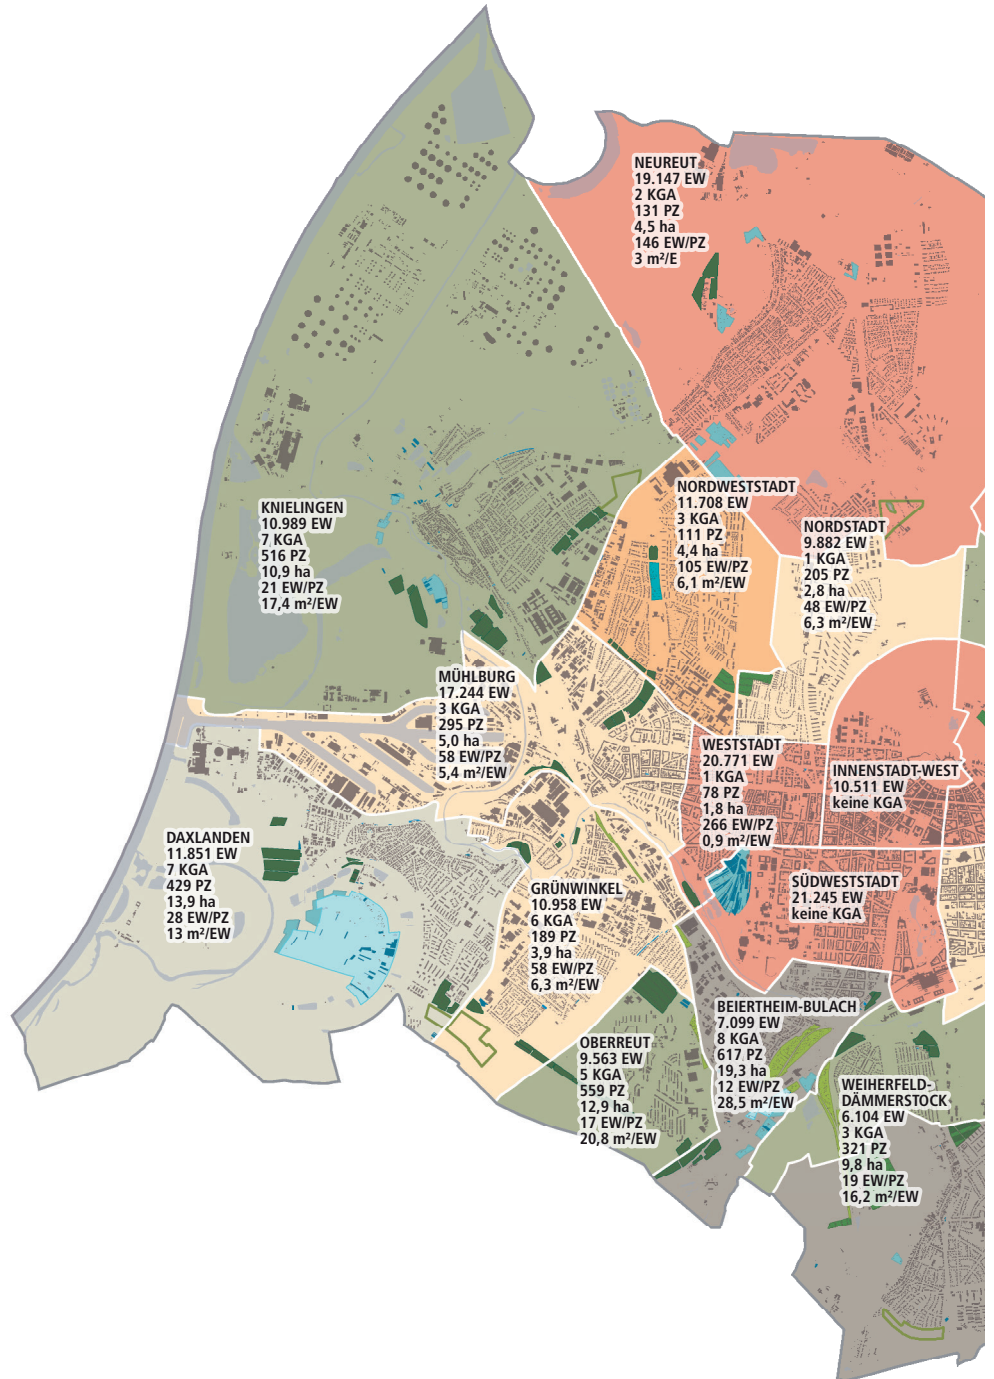 NEUREUT
19.147 EW
2 KGA
131 PZ
4,5 ha
146 EW/PZ
3 m²/E
NORDWESTSTADT
11.708 EW
3 KGA
111 PZ
4,4 ha
105 EW/PZ
6,1 m²/EW
KNIELINGEN
10.989 EW
7 KGA
516 PZ
10,9 ha
21 EW/PZ
17,4 m²/EW
NORDSTADT
9.882 EW
1 KGA
205 PZ
2,8 ha
48 EW/PZ
6,3 m²/EW
MÜHLBURG
17.244 EW
3 KGA
295 PZ
5,0 ha
58 EW/PZ
5,4 m²/EW
WESTSTADT
20.771 EW
1 KGA
78 PZ
1,8 ha
266 EW/PZ
0,9 m²/EW
INNENSTADT-WEST
10.511 EW
keine KGA
DAXLANDEN
11.851 EW
7 KGA
429 PZ
13,9 ha
28 EW/PZ
13 m²/EW
GRÜNWINKEL
10.958 EW
6 KGA
189 PZ
3,9 ha
58 EW/PZ
6,3 m²/EW
SÜDWESTSTADT
21.245 EW
keine KGA
BEIERTHEIM-BULACH
7.099 EW
8 KGA
617 PZ
19,3 ha
12 EW/PZ
28,5 m²/EW
OBERREUT
9.563 EW
5 KGA
559 PZ
12,9 ha
17 EW/PZ
20,8 m²/EW
WEIHERFELD-
DÄMMERSTOCK
6.104 EW
3 KGA
321 PZ
9,8 ha
19 EW/PZ
16,2 m²/EW